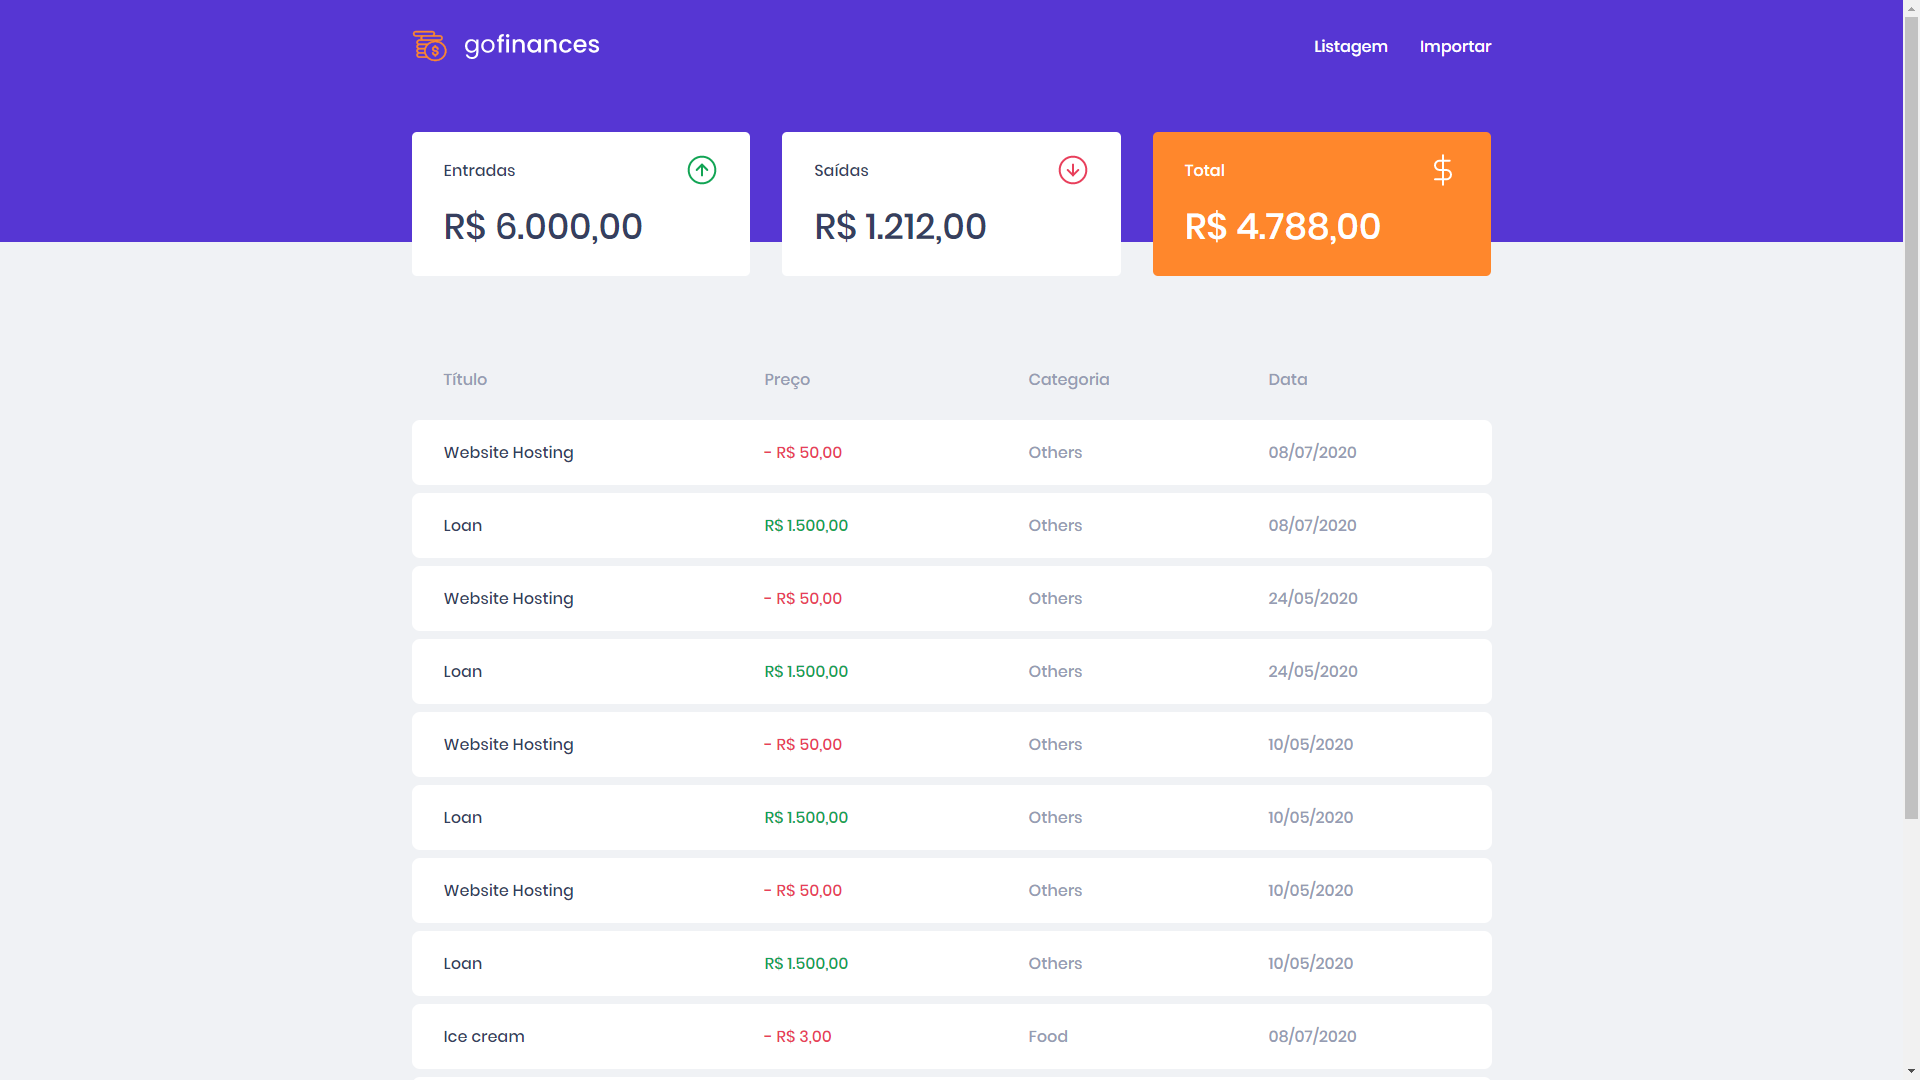 gofinances
Listagem Importar
Entradas
R$ 6.000,00
Saídas
R$ 1.212,00
Total
R$ 4.788,00
Título Preço Categoria Data
Website Hosting - R$ 50,00 Others 08/07/2020
Loan R$ 1.500,00 Others 08/07/2020
Website Hosting - R$ 50,00 Others 24/05/2020
Loan R$ 1.500,00 Others 24/05/2020
Website Hosting - R$ 50,00 Others 10/05/2020
Loan R$ 1.500,00 Others 10/05/2020
Website Hosting - R$ 50,00 Others 10/05/2020
Loan R$ 1.500,00 Others 10/05/2020
Ice cream - R$ 3,00 Food 08/07/2020